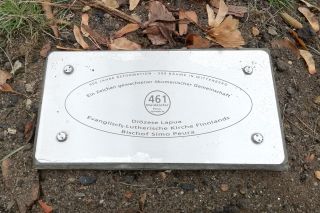 500 JAHRE REFORMATION – 500 BÄUME IN WITTENBERG
Ein Zeichen gewachsener ökumenischer Gemeinschaft
461
Diözese Lapua
Evanglisch-Lutherische Kirche Finnlands
Bischof Simo Peura